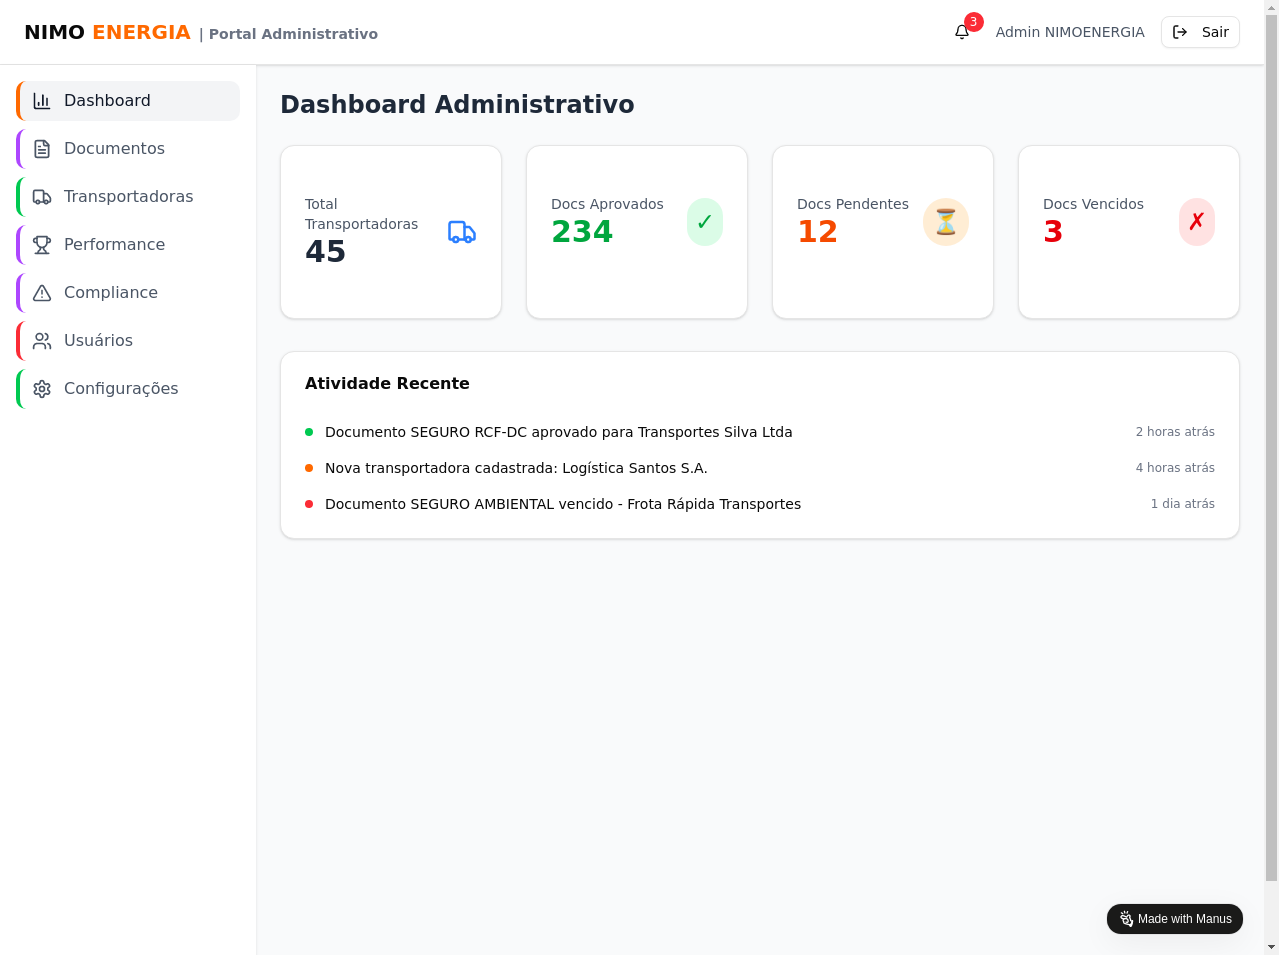 NIMO ENERGIA | Portal Administrativo
3
Admin NIMOENERGIA
Sair
Dashboard
Documentos
Transportadoras
Performance
Compliance
Usuários
Configurações
Dashboard Administrativo
Total
Transportadoras
45
Docs Aprovados
234
✓
Docs Pendentes
12
⏳
Docs Vencidos
3
✗
Atividade Recente
Documento SEGURO RCF-DC aprovado para Transportes Silva Ltda
2 horas atrás
Nova transportadora cadastrada: Logística Santos S.A.
4 horas atrás
Documento SEGURO AMBIENTAL vencido - Frota Rápida Transportes
1 dia atrás
Made with Manus